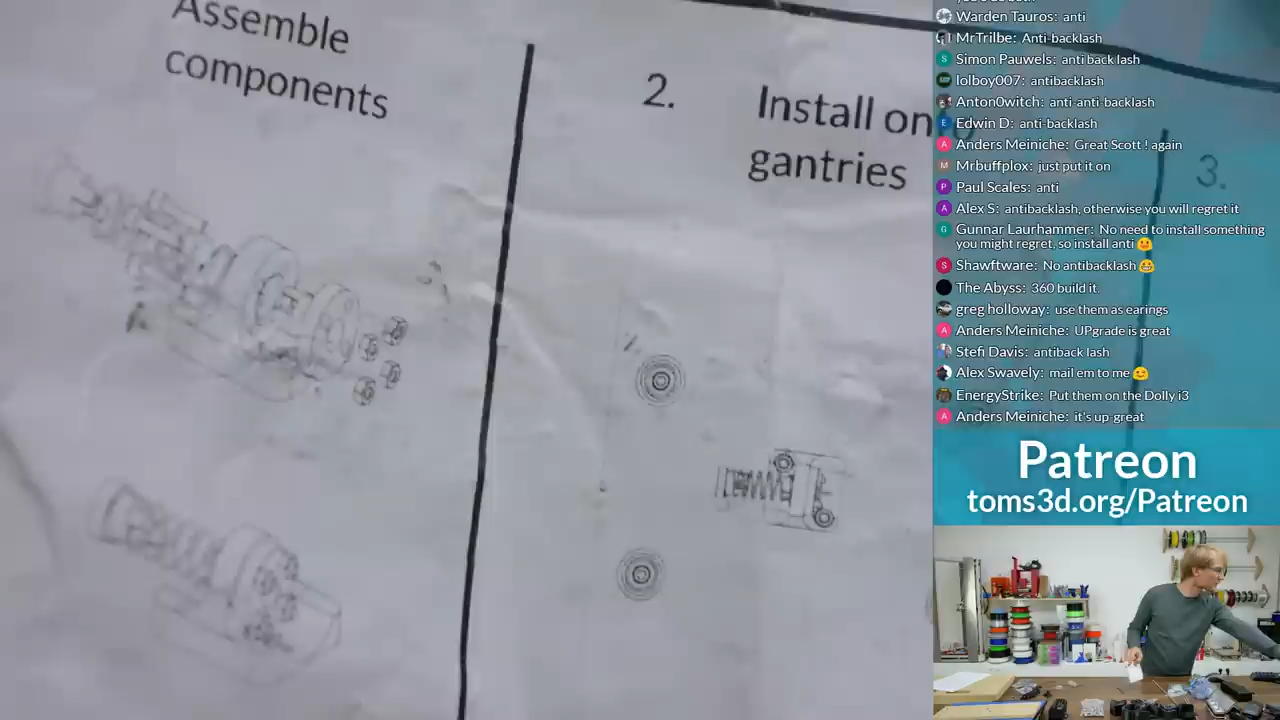 Assemble
components
2.
Install onto
gantries
3.
Warden Tauros: anti
MrTrilbe: Anti-backlash
Simon Pauwels: anti back lash
lolboy007: antibacklash
Anton0witch: anti-anti-backlash
Edwin D: anti-backlash
Anders Meiniche: Great Scott ! again
Mrbuffplox: just put it on
Paul Scales: anti
Alex S: antibacklash, otherwise you will regret it
Gunnar Laurhammer: No need to install something
you might regret, so install anti 🙂
Shawftware: No antibacklash 😁
The Abyss: 360 build it.
greg holloway: use them as earings
Anders Meiniche: UPgrade is great
Stefi Davis: antiback lash
Alex Swavely: mail em to me 😉
EnergyStrike: Put them on the Dolly i3
Anders Meiniche: it's up-great
Patreon
toms3d.org/Patreon